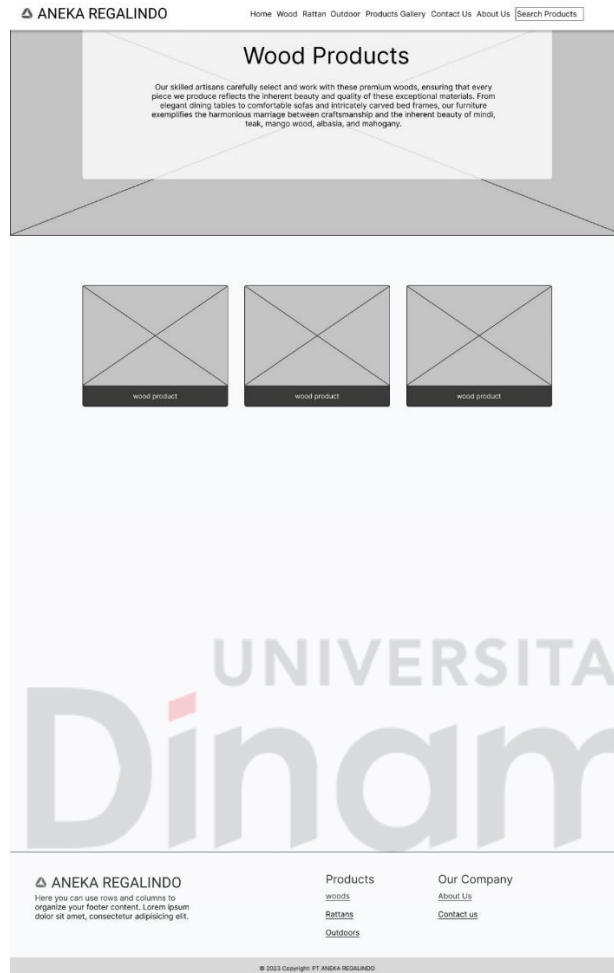 ANEKA REGALINDO
Home Wood Rattan Outdoor Products Gallery Contact Us About Us Search Products
Wood Products
Our skilled artisans carefully select and work with these premium woods, ensuring that every
piece we produce reflects the inherent beauty and quality of these exceptional materials. From
elegant dining tables to comfortable sofas and intricately carved bed frames, our furniture
exemplifies the harmonious marriage between craftsmanship and the inherent beauty of mindi,
teak, mango wood, albasia, and mahogany.
wood product
wood product
wood product
UNIVERSITA
Dinam
ANEKA REGALINDO
Here you can use rows and columns to
organize your footer content. Lorem ipsum
dolor sit amet, consectetur adipisicing elit.
Products
woods
Rattans
Outdoors
Our Company
About Us
Contact us
© 2023 Copyright: PT ANEKA REGALINDO